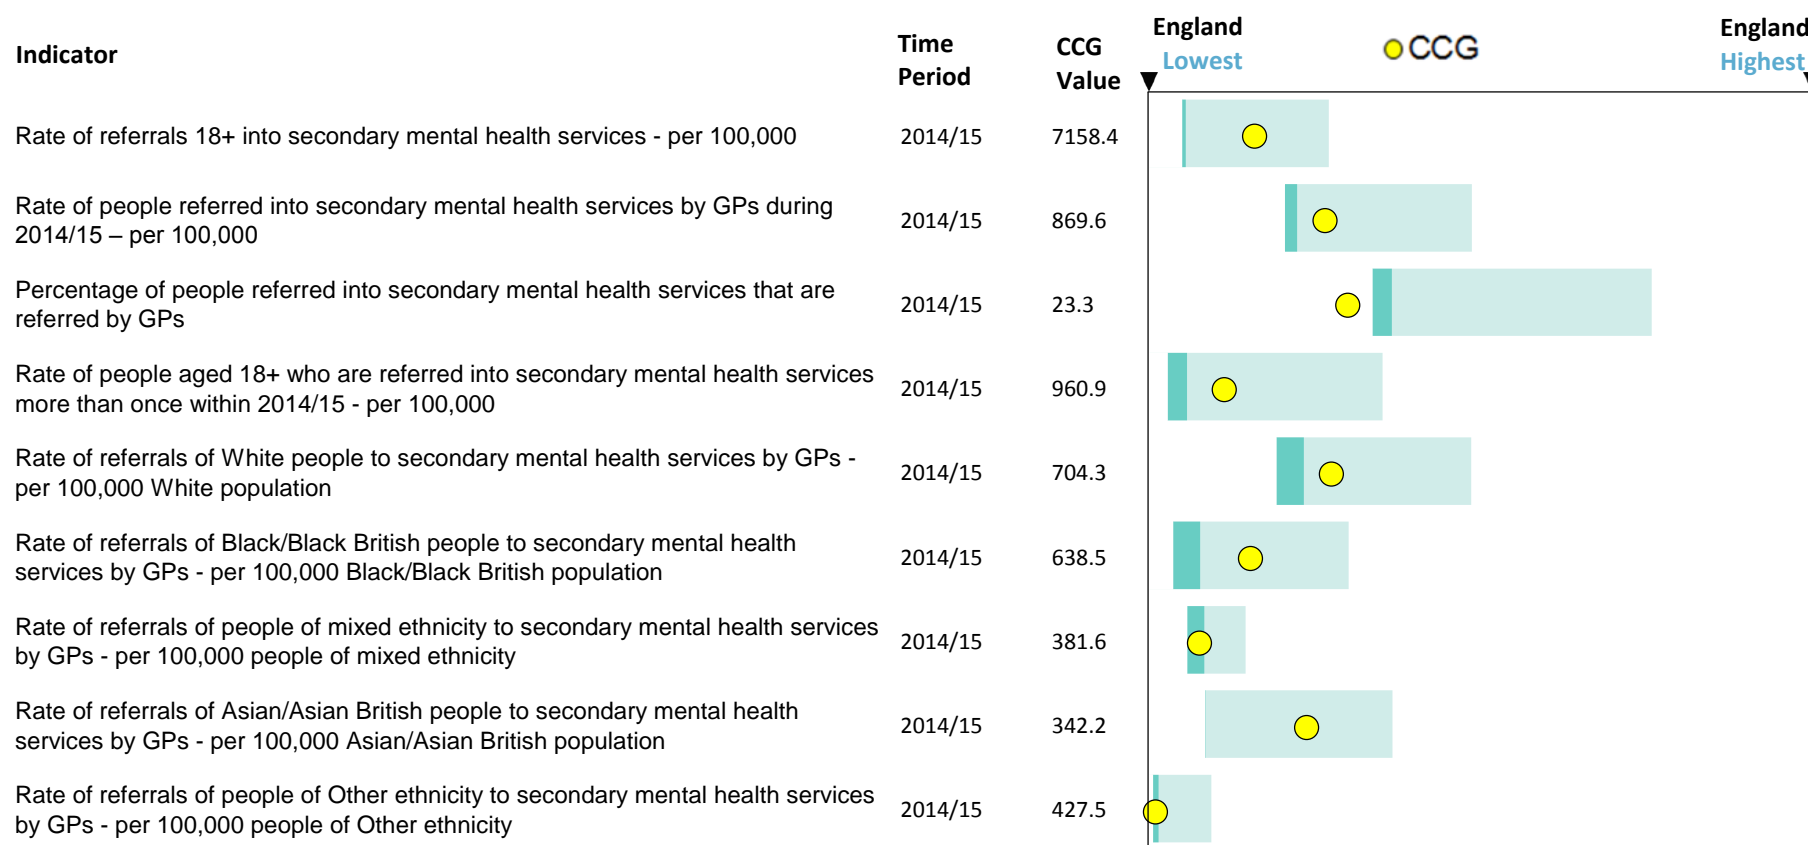 Indicator
Time
Period
CCG
Value
England
Lowest
CCG
England
Highest
Rate of referrals 18+ into secondary mental health services - per 100,000
2014/15
7158.4
Rate of people referred into secondary mental health services by GPs during
2014/15 – per 100,000
2014/15
869.6
Percentage of people referred into secondary mental health services that are
referred by GPs
2014/15
23.3
Rate of people aged 18+ who are referred into secondary mental health services
more than once within 2014/15 - per 100,000
2014/15
960.9
Rate of referrals of White people to secondary mental health services by GPs -
per 100,000 White population
2014/15
704.3
Rate of referrals of Black/Black British people to secondary mental health
services by GPs - per 100,000 Black/Black British population
2014/15
638.5
Rate of referrals of people of mixed ethnicity to secondary mental health services
by GPs - per 100,000 people of mixed ethnicity
2014/15
381.6
Rate of referrals of Asian/Asian British people to secondary mental health
services by GPs - per 100,000 Asian/Asian British population
2014/15
342.2
Rate of referrals of people of Other ethnicity to secondary mental health services
by GPs - per 100,000 people of Other ethnicity
2014/15
427.5